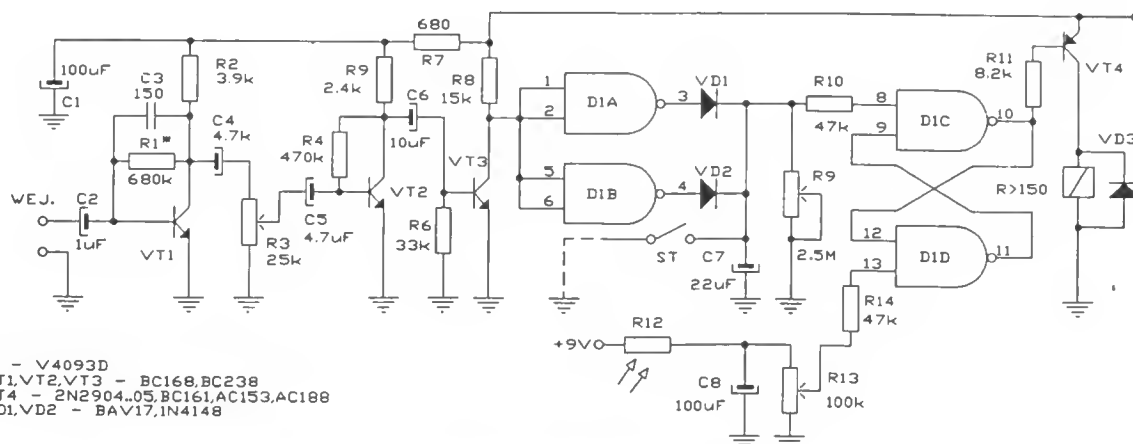 680
R7
100uF
C1
C3
150
R2
3.9k
R1*
680k
C4
4.7k
WEJ.
C2
1uF
VT1
R3
25k
R9
2.4k
R4
470k
C5
4.7uF
C6
10uF
VT2
R6
33k
R8
15k
VT3
1
2
D1A
3
VD1
5
6
D1B
4
VD2
ST
C7
22uF
R10
47k
R9
2.5M
8
9
D1C
10
R11
8.2k
VT4
VD3
R>150
12
13
D1D
11
R14
47k
+9V
R12
C8
100uF
R13
100k
- V4093D
T1,VT2,VT3 - BC168,BC238
T4 - 2N2904..05,BC161,AC153,AC188
D1,VD2 - BAV17,1N4148